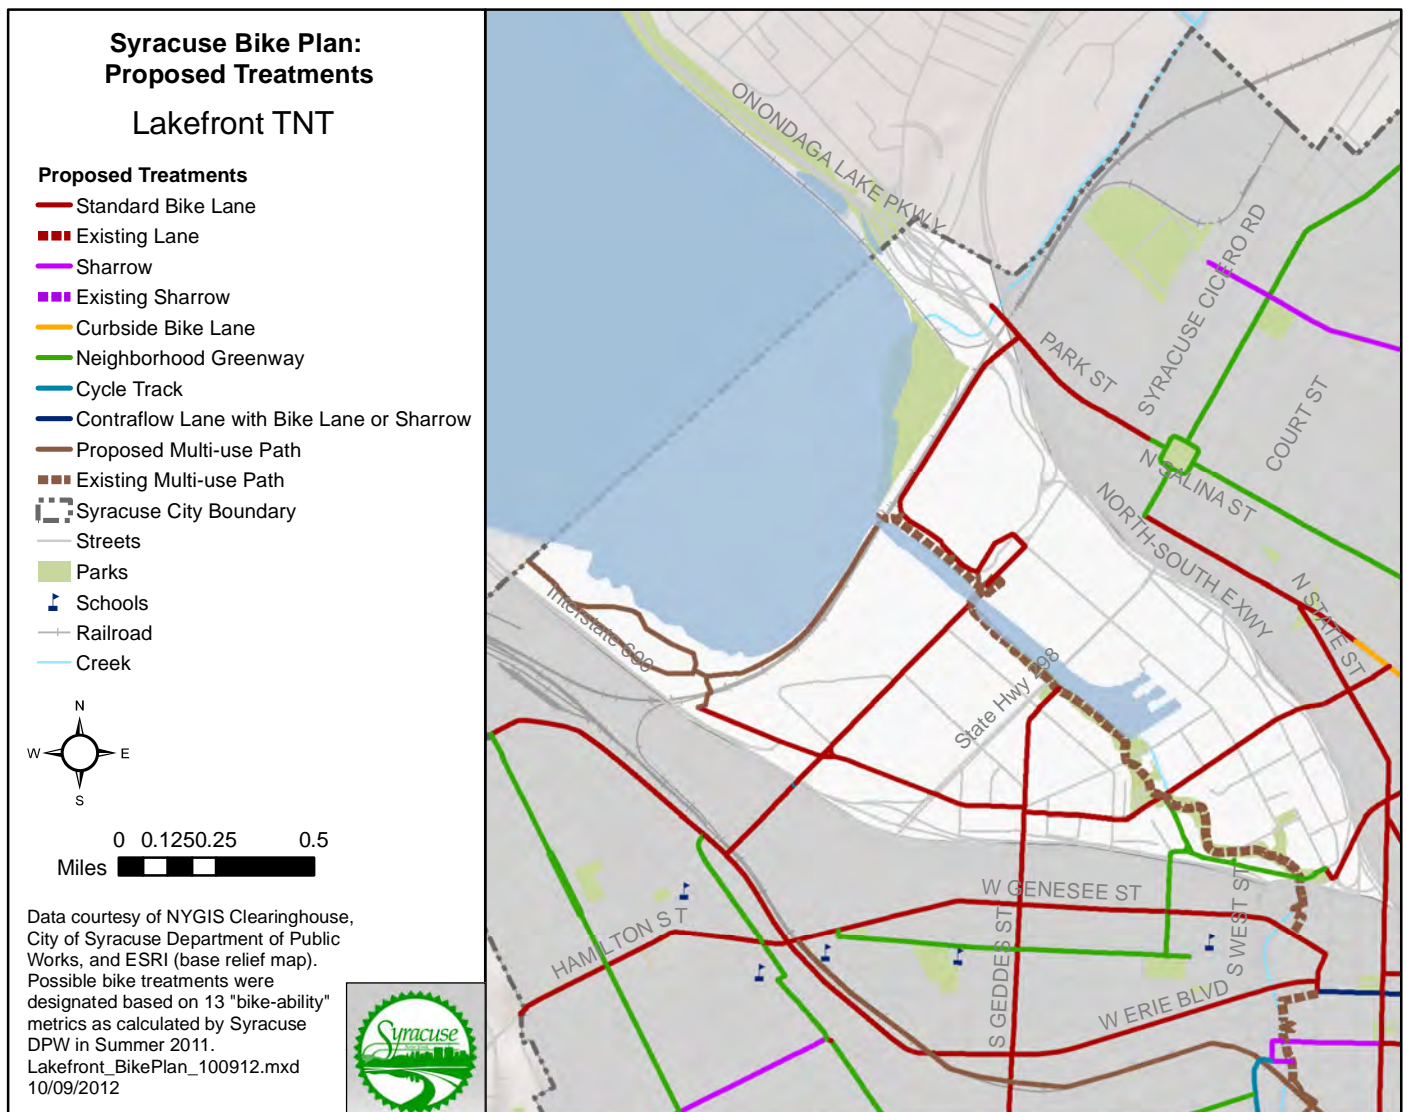 Syracuse Bike Plan:
Proposed Treatments
Lakefront TNT
Proposed Treatments
Standard Bike Lane
Existing Lane
Sharrow
Existing Sharrow
Curbside Bike Lane
Neighborhood Greenway
Cycle Track
Contraflow Lane with Bike Lane or Sharrow
Proposed Multi-use Path
Existing Multi-use Path
Syracuse City Boundary
Streets
Parks
Schools
Railroad
Creek
N
W E
S
0 0.1250.25 0.5
Miles
Data courtesy of NYGIS Clearinghouse,
City of Syracuse Department of Public
Works, and ESRI (base relief map).
Possible bike treatments were
designated based on 13 "bike-ability"
metrics as calculated by Syracuse
DPW in Summer 2011.
Lakefront_BikePlan_100912.mxd
10/09/2012
Syracuse
ONONDAGA LAKE PKWY
SYRACUSE CICERO RD
PARK ST
COURT ST
N SALINA ST
NORTH-SOUTH EXWY
N STATE ST
Interstate 690
State Hwy 298
W GENESEE ST
HAMILTON S T
S GEDDES ST
S WEST ST
W ERIE BLVD